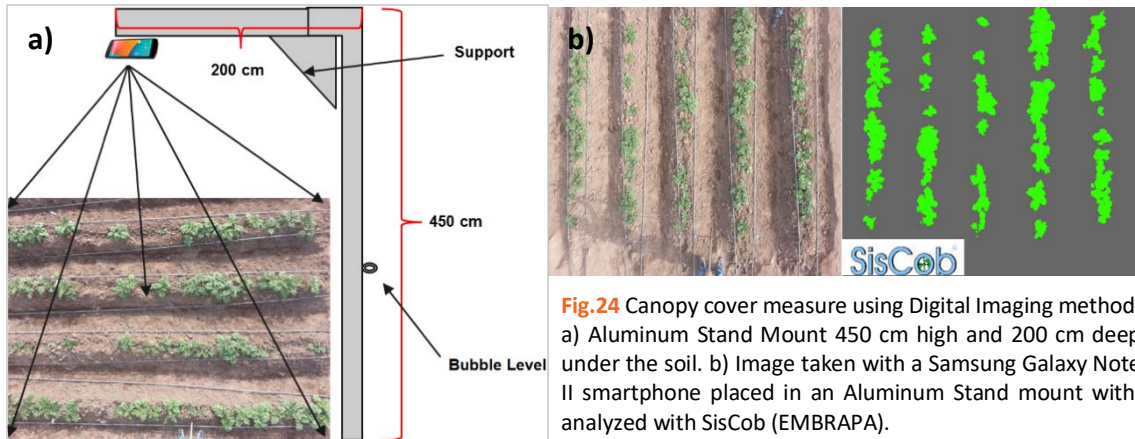 a)
200 cm
Support
450 cm
Bubble Level
b)
SisCob
Fig.24 Canopy cover measure using Digital Imaging method.
a) Aluminum Stand Mount 450 cm high and 200 cm deep
under the soil. b) Image taken with a Samsung Galaxy Note
II smartphone placed in an Aluminum Stand mount with
analyzed with SisCob (EMBRAPA).